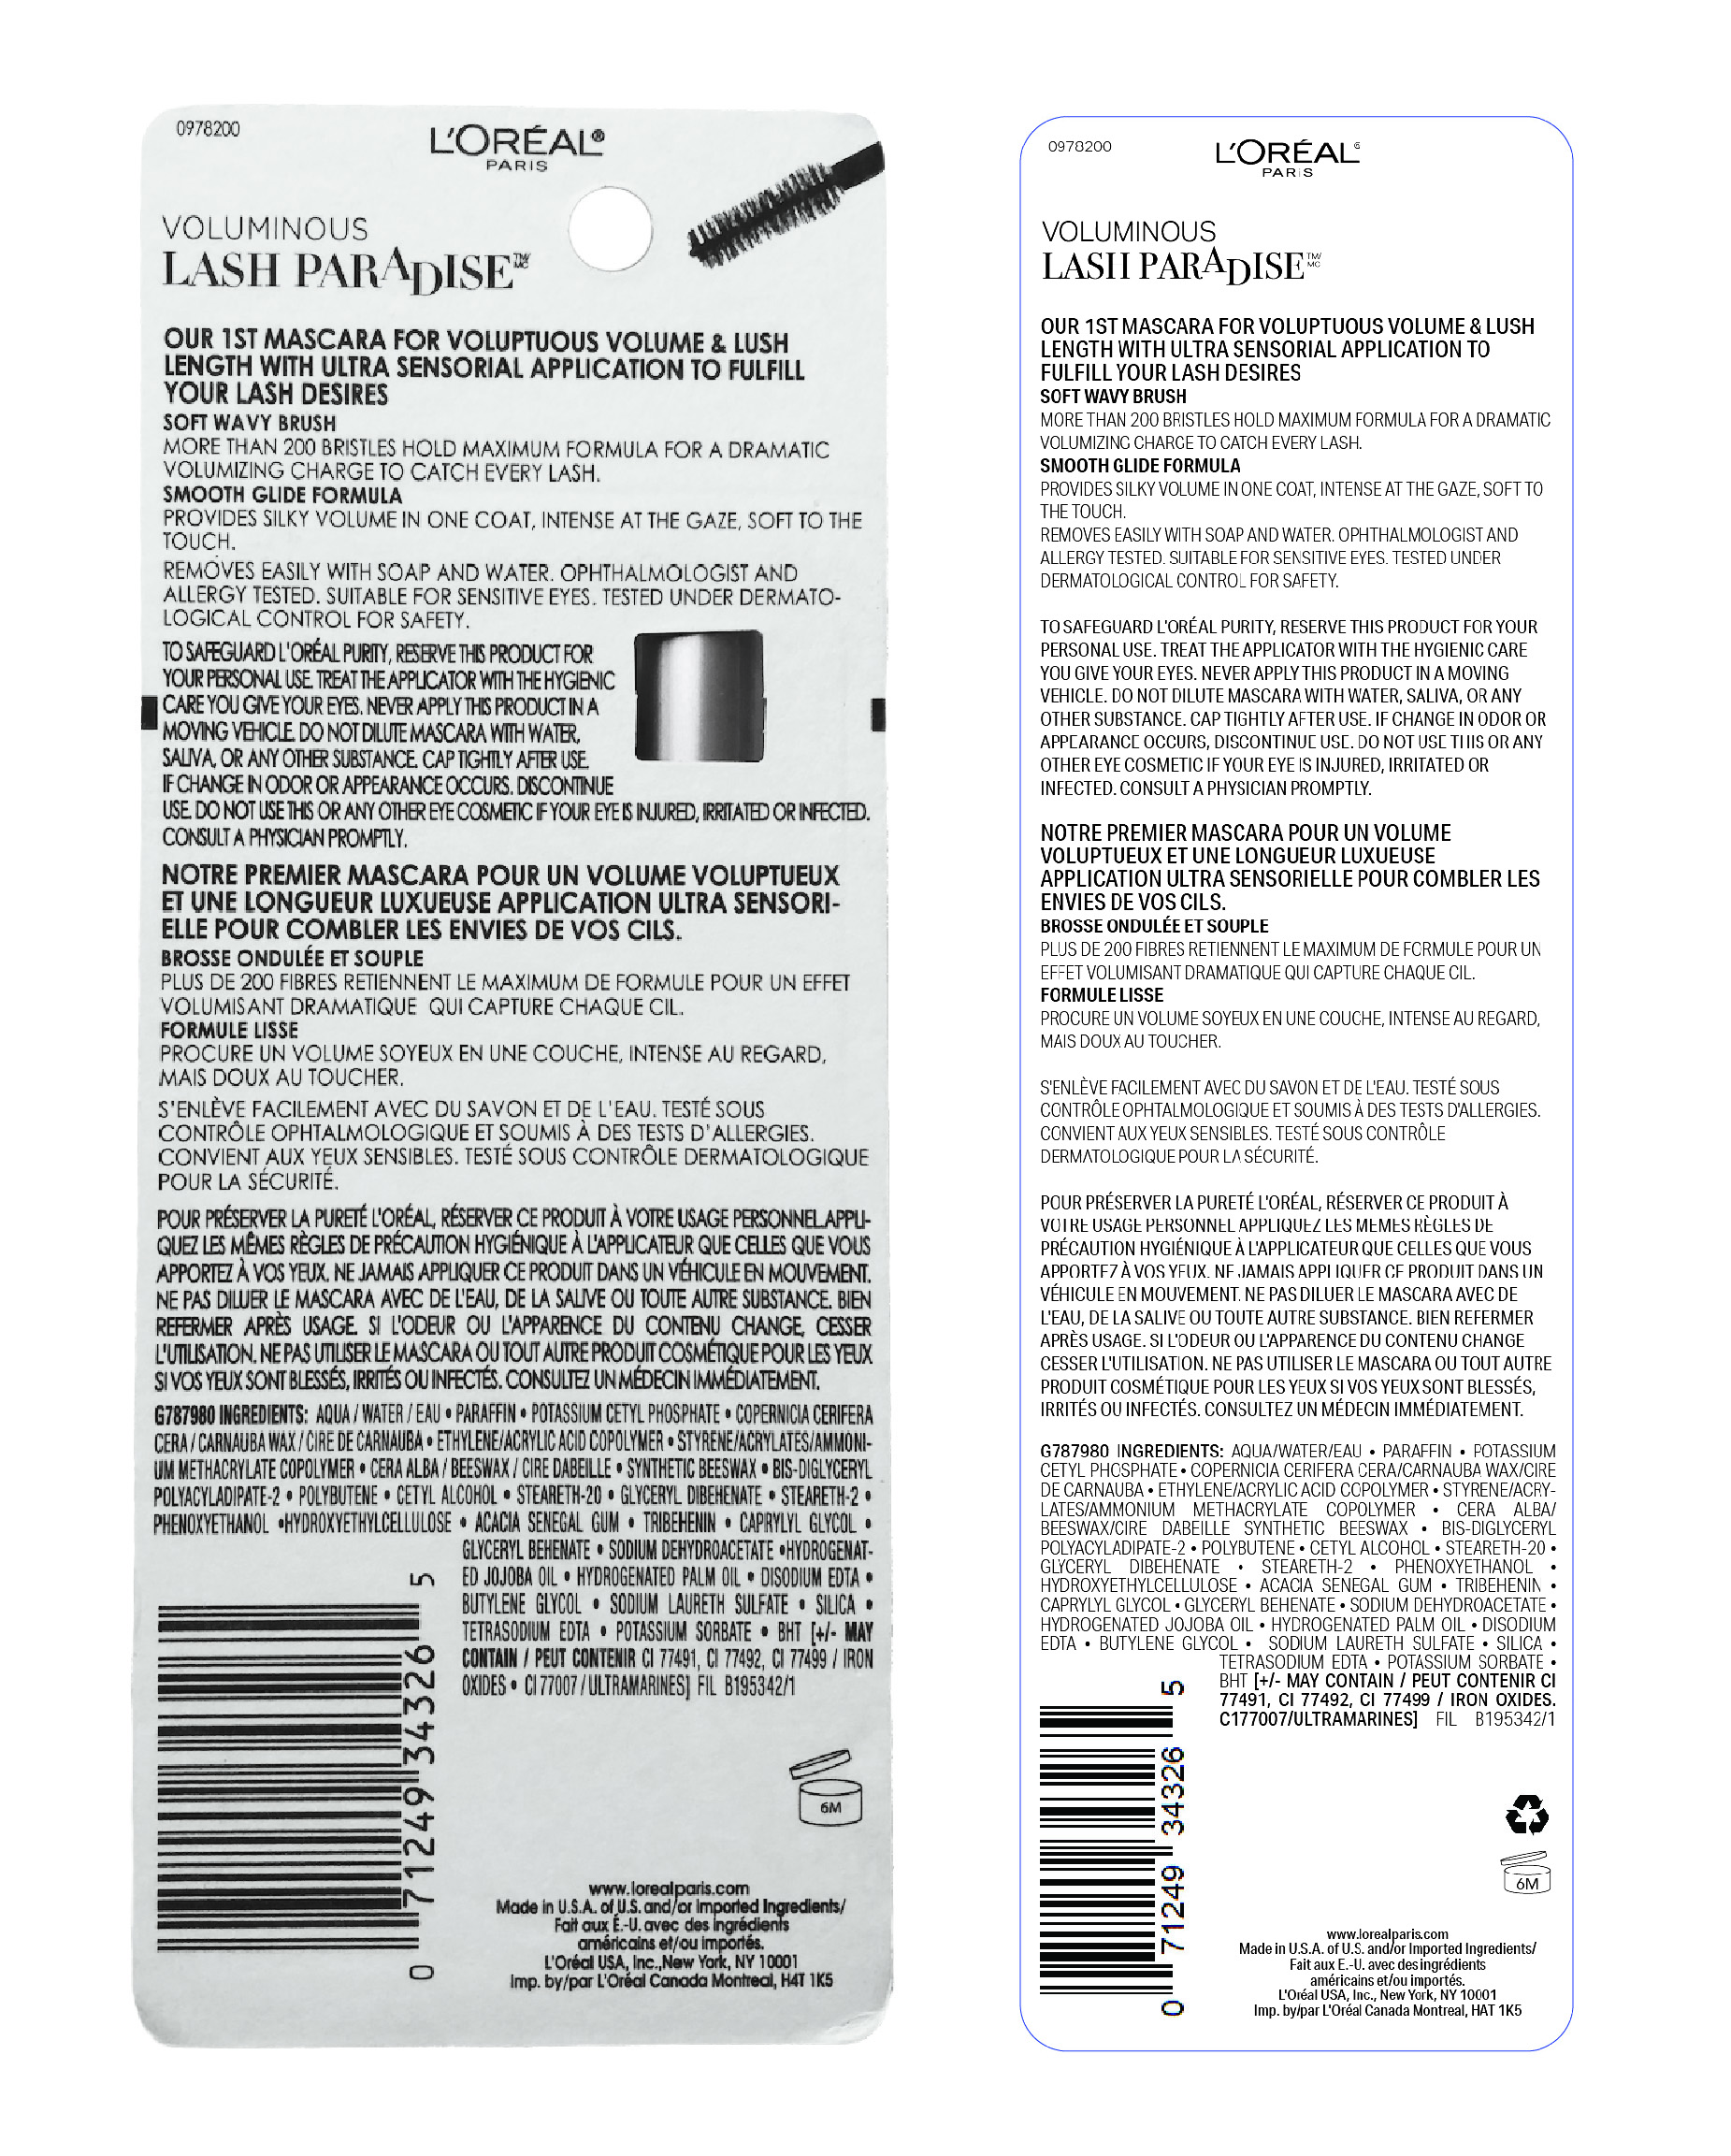 0978200
L'ORÉAL®
PARIS
VOLUMINOUS
LASH PARADISE TM/MC
OUR 1ST MASCARA FOR VOLUPTUOUS VOLUME & LUSH
LENGTH WITH ULTRA SENSORIAL APPLICATION TO FULFILL
YOUR LASH DESIRES
SOFT WAVY BRUSH
MORE THAN 200 BRISTLES HOLD MAXIMUM FORMULA FOR A DRAMATIC
VOLUMIZING CHARGE TO CATCH EVERY LASH.
SMOOTH GLIDE FORMULA
PROVIDES SILKY VOLUME IN ONE COAT, INTENSE AT THE GAZE, SOFT TO THE
TOUCH.
REMOVES EASILY WITH SOAP AND WATER. OPHTHALMOLOGIST AND
ALLERGY TESTED. SUITABLE FOR SENSITIVE EYES. TESTED UNDER DERMATO-
LOGICAL CONTROL FOR SAFETY.
TO SAFEGUARD L'ORÉAL PURITY, RESERVE THIS PRODUCT FOR
YOUR PERSONAL USE. TREAT THE APPLICATOR WITH THE HYGIENIC
CARE YOU GIVE YOUR EYES. NEVER APPLY THIS PRODUCT IN A
MOVING VEHICLE. DO NOT DILUTE MASCARA WITH WATER,
SALIVA, OR ANY OTHER SUBSTANCE. CAP TIGHTLY AFTER USE.
IF CHANGE IN ODOR OR APPEARANCE OCCURS. DISCONTINUE
USE. DO NOT USE THIS OR ANY OTHER EYE COSMETIC IF YOUR EYE IS INJURED, IRRITATED OR INFECTED.
CONSULT A PHYSICIAN PROMPTLY.
NOTRE PREMIER MASCARA POUR UN VOLUME VOLUPTUEUX
ET UNE LONGUEUR LUXUEUSE APPLICATION ULTRA SENSORI-
ELLE POUR COMBLER LES ENVIES DE VOS CILS.
BROSSE ONDULÉE ET SOUPLE
PLUS DE 200 FIBRES RETIENNENT LE MAXIMUM DE FORMULE POUR UN EFFET
VOLUMISANT DRAMATIQUE QUI CAPTURE CHAQUE CIL.
FORMULE LISSE
PROCURE UN VOLUME SOYEUX EN UNE COUCHE, INTENSE AU REGARD,
MAIS DOUX AU TOUCHER.
S'ENLÈVE FACILEMENT AVEC DU SAVON ET DE L'EAU. TESTÉ SOUS
CONTRÔLE OPHTALMOLOGIQUE ET SOUMIS À DES TESTS D'ALLERGIES.
CONVIENT AUX YEUX SENSIBLES. TESTÉ SOUS CONTRÔLE DERMATOLOGIQUE
POUR LA SÉCURITÉ.
POUR PRÉSERVER LA PURETÉ L'ORÉAL, RÉSERVER CE PRODUIT À VOTRE USAGE PERSONNEL.APPLI-
QUEZ LES MÊMES RÈGLES DE PRÉCAUTION HYGIÉNIQUE À L'APPLICATEUR QUE CELLES QUE VOUS
APPORTEZ À VOS YEUX. NE JAMAIS APPLIQUER CE PRODUIT DANS UN VÉHICULE EN MOUVEMENT.
NE PAS DILUER LE MASCARA AVEC DE L'EAU, DE LA SALIVE OU TOUTE AUTRE SUBSTANCE. BIEN
REFERMER APRÈS USAGE. SI L'ODEUR OU L'APPARENCE DU CONTENU CHANGE, CESSER
L'UTILISATION. NE PAS UTILISER LE MASCARA OU TOUT AUTRE PRODUIT COSMÉTIQUE POUR LES YEUX
SI VOS YEUX SONT BLESSÉS, IRRITÉS OU INFECTÉS. CONSULTEZ UN MÉDECIN IMMÉDIATEMENT.
G787980 INGREDIENTS: AQUA / WATER / EAU • PARAFFIN • POTASSIUM CETYL PHOSPHATE • COPERNICIA CERIFERA
CERA / CARNAUBA WAX / CIRE DE CARNAUBA • ETHYLENE/ACRYLIC ACID COPOLYMER • STYRENE/ACRYLATES/AMMONI-
UM METHACRYLATE COPOLYMER • CERA ALBA / BEESWAX / CIRE DABEILLE • SYNTHETIC BEESWAX • BIS-DIGLYCERYL
POLYACYLADIPATE-2 • POLYBUTENE • CETYL ALCOHOL • STEARETH-20 • GLYCERYL DIBEHENATE • STEARETH-2 •
PHENOXYETHANOL •HYDROXYETHYLCELLULOSE • ACACIA SENEGAL GUM • TRIBEHENIN • CAPRYLYL GLYCOL •
GLYCERYL BEHENATE • SODIUM DEHYDROACETATE •HYDROGENAT-
ED JOJOBA OIL • HYDROGENATED PALM OIL • DISODIUM EDTA •
BUTYLENE GLYCOL • SODIUM LAURETH SULFATE • SILICA •
TETRASODIUM EDTA • POTASSIUM SORBATE • BHT [+/- MAY
CONTAIN / PEUT CONTENIR CI 77491, CI 77492, CI 77499 / IRON
OXIDES • CI 77007 / ULTRAMARINES] FIL B195342/1
0 71249 34326 5
6M
www.lorealparis.com
Made in U.S.A. of U.S. and/or Imported Ingredients/
Fait aux É.-U. avec des ingrédients
américains et/ou importés.
L'Oréal USA, Inc.,New York, NY 10001
Imp. by/par L'Oréal Canada Montreal, H4T 1K5
0978200
L'ORÉAL®
PARIS
VOLUMINOUS
LASH PARADISE TM/MC
OUR 1ST MASCARA FOR VOLUPTUOUS VOLUME & LUSH
LENGTH WITH ULTRA SENSORIAL APPLICATION TO
FULFILL YOUR LASH DESIRES
SOFT WAVY BRUSH
MORE THAN 200 BRISTLES HOLD MAXIMUM FORMULA FOR A DRAMATIC
VOLUMIZING CHARGE TO CATCH EVERY LASH.
SMOOTH GLIDE FORMULA
PROVIDES SILKY VOLUME IN ONE COAT, INTENSE AT THE GAZE, SOFT TO
THE TOUCH.
REMOVES EASILY WITH SOAP AND WATER. OPHTHALMOLOGIST AND
ALLERGY TESTED. SUITABLE FOR SENSITIVE EYES. TESTED UNDER
DERMATOLOGICAL CONTROL FOR SAFETY.
TO SAFEGUARD L'ORÉAL PURITY, RESERVE THIS PRODUCT FOR YOUR
PERSONAL USE. TREAT THE APPLICATOR WITH THE HYGIENIC CARE
YOU GIVE YOUR EYES. NEVER APPLY THIS PRODUCT IN A MOVING
VEHICLE. DO NOT DILUTE MASCARA WITH WATER, SALIVA, OR ANY
OTHER SUBSTANCE. CAP TIGHTLY AFTER USE. IF CHANGE IN ODOR OR
APPEARANCE OCCURS, DISCONTINUE USE. DO NOT USE THIS OR ANY
OTHER EYE COSMETIC IF YOUR EYE IS INJURED, IRRITATED OR
INFECTED. CONSULT A PHYSICIAN PROMPTLY.
NOTRE PREMIER MASCARA POUR UN VOLUME
VOLUPTUEUX ET UNE LONGUEUR LUXUEUSE
APPLICATION ULTRA SENSORIELLE POUR COMBLER LES
ENVIES DE VOS CILS.
BROSSE ONDULÉE ET SOUPLE
PLUS DE 200 FIBRES RETIENNENT LE MAXIMUM DE FORMULE POUR UN
EFFET VOLUMISANT DRAMATIQUE QUI CAPTURE CHAQUE CIL.
FORMULE LISSE
PROCURE UN VOLUME SOYEUX EN UNE COUCHE, INTENSE AU REGARD,
MAIS DOUX AU TOUCHER.
S'ENLÈVE FACILEMENT AVEC DU SAVON ET DE L'EAU. TESTÉ SOUS
CONTRÔLE OPHTALMOLOGIQUE ET SOUMIS À DES TESTS D'ALLERGIES.
CONVIENT AUX YEUX SENSIBLES. TESTÉ SOUS CONTRÔLE
DERMATOLOGIQUE POUR LA SÉCURITÉ.
POUR PRÉSERVER LA PURETÉ L'ORÉAL, RÉSERVER CE PRODUIT À
VOTRE USAGE PERSONNEL APPLIQUEZ LES MEMES RÈGLES DE
PRÉCAUTION HYGIÉNIQUE À L'APPLICATEUR QUE CELLES QUE VOUS
APPORTEZ À VOS YEUX. NE JAMAIS APPLIQUER CE PRODUIT DANS UN
VÉHICULE EN MOUVEMENT. NE PAS DILUER LE MASCARA AVEC DE
L'EAU, DE LA SALIVE OU TOUTE AUTRE SUBSTANCE. BIEN REFERMER
APRÈS USAGE. SI L'ODEUR OU L'APPARENCE DU CONTENU CHANGE
CESSER L'UTILISATION. NE PAS UTILISER LE MASCARA OU TOUT AUTRE
PRODUIT COSMÉTIQUE POUR LES YEUX SI VOS YEUX SONT BLESSÉS,
IRRITÉS OU INFECTÉS. CONSULTEZ UN MÉDECIN IMMÉDIATEMENT.
G787980 INGREDIENTS: AQUA/WATER/EAU • PARAFFIN • POTASSIUM
CETYL PHOSPHATE • COPERNICIA CERIFERA CERA/CARNAUBA WAX/CIRE
DE CARNAUBA • ETHYLENE/ACRYLIC ACID COPOLYMER • STYRENE/ACRY-
LATES/AMMONIUM METHACRYLATE COPOLYMER • CERA ALBA/
BEESWAX/CIRE DABEILLE SYNTHETIC BEESWAX • BIS-DIGLYCERYL
POLYACYLADIPATE-2 • POLYBUTENE • CETYL ALCOHOL • STEARETH-20 •
GLYCERYL DIBEHENATE • STEARETH-2 • PHENOXYETHANOL •
HYDROXYETHYLCELLULOSE • ACACIA SENEGAL GUM • TRIBEHENIN •
CAPRYLYL GLYCOL • GLYCERYL BEHENATE • SODIUM DEHYDROACETATE •
HYDROGENATED JOJOBA OIL • HYDROGENATED PALM OIL • DISODIUM
EDTA • BUTYLENE GLYCOL • SODIUM LAURETH SULFATE • SILICA •
TETRASODIUM EDTA • POTASSIUM SORBATE •
BHT [+/- MAY CONTAIN / PEUT CONTENIR CI
77491, CI 77492, CI 77499 / IRON OXIDES.
C177007/ULTRAMARINES] FIL B195342/1
0 71249 34326 5
6M
www.lorealparis.com
Made in U.S.A. of U.S. and/or Imported Ingredients/
Fait aux E.-U. avec des ingrédients
américains et/ou importés.
L'Oréal USA, Inc., New York, NY 10001
Imp. by/par L'Oréal Canada Montreal, HAT 1K5